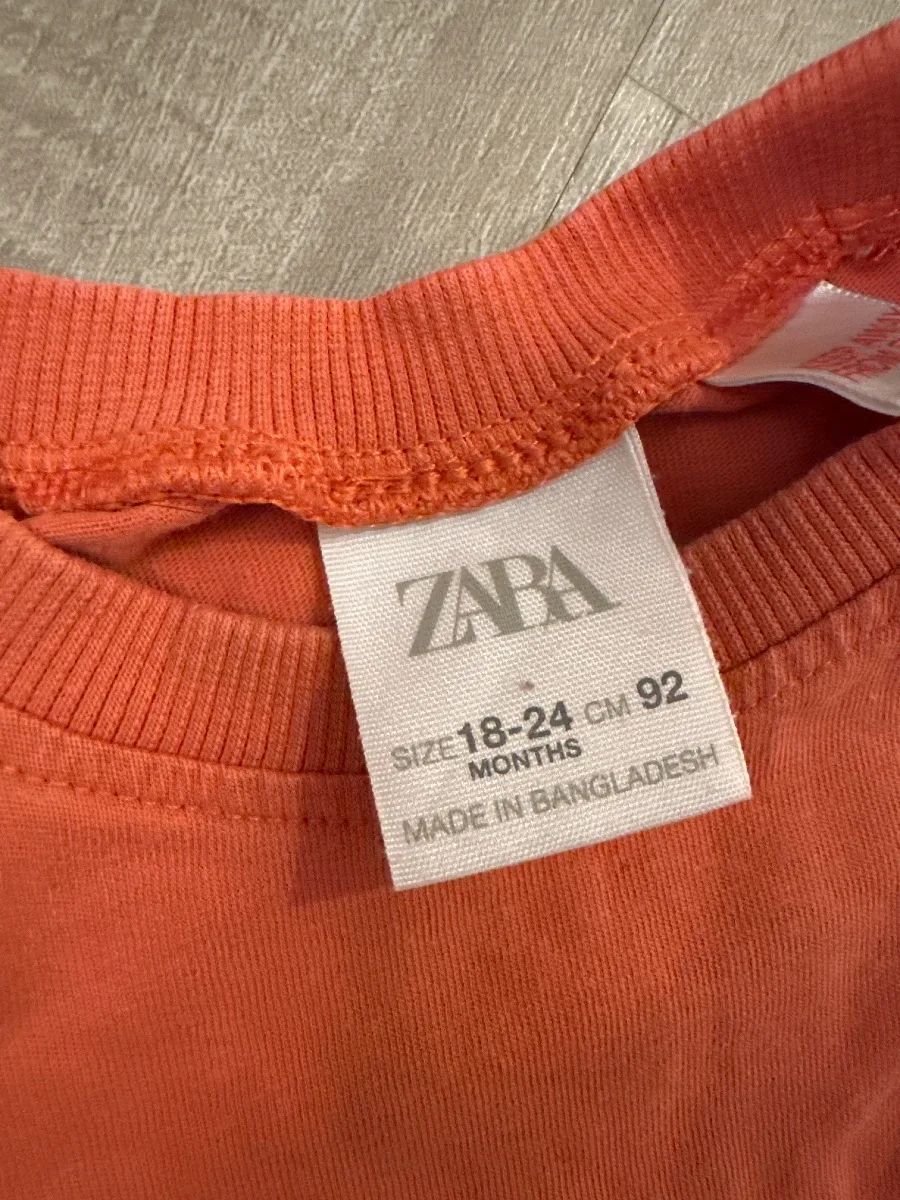 ZARA
SIZE 18-24 CM 92
MONTHS
MADE IN BANGLADESH